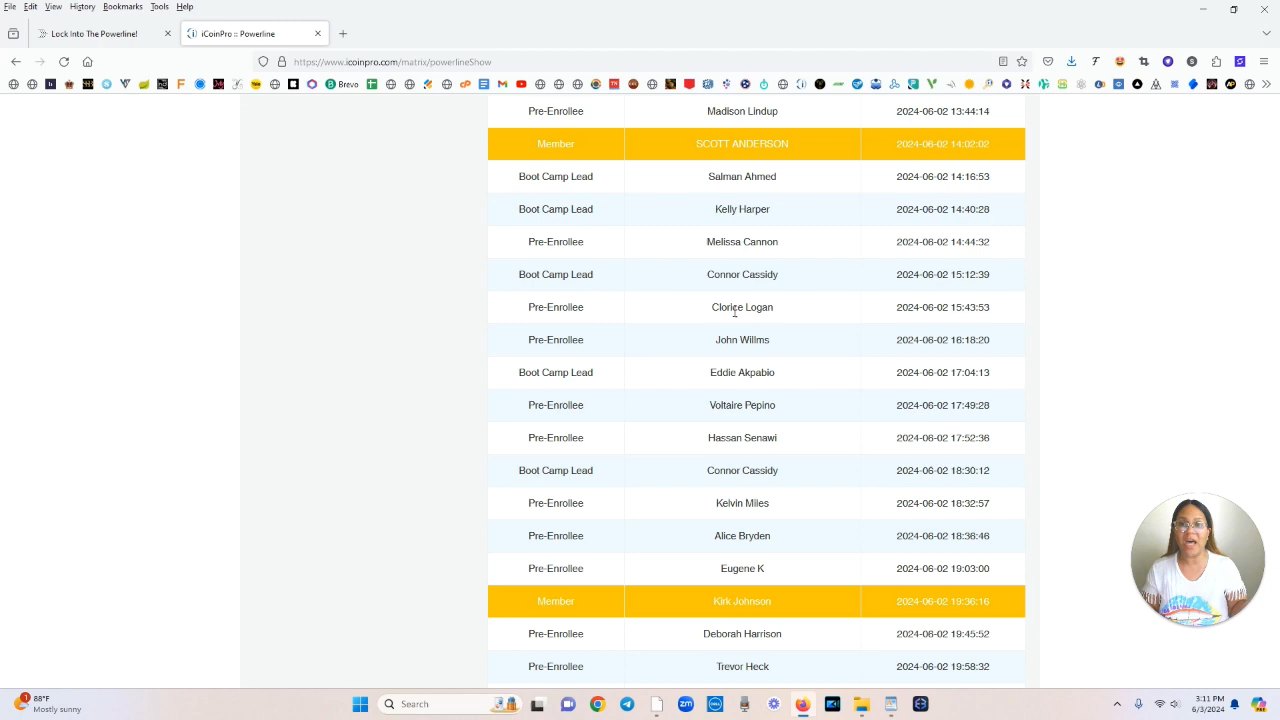 File Edit View History Bookmarks Tools Help
Lock Into The Powerline!
iCoinPro :: Powerline
https://www.icoinpro.com/matrix/powerlineShow
Brevo
Pre-Enrollee Madison Lindup 2024-06-02 13:44:14
Member SCOTT ANDERSON 2024-06-02 14:02:02
Boot Camp Lead Salman Ahmed 2024-06-02 14:16:53
Boot Camp Lead Kelly Harper 2024-06-02 14:40:28
Pre-Enrollee Melissa Cannon 2024-06-02 14:44:32
Boot Camp Lead Connor Cassidy 2024-06-02 15:12:39
Pre-Enrollee Clorice Logan 2024-06-02 15:43:53
Pre-Enrollee John Willms 2024-06-02 16:18:20
Boot Camp Lead Eddie Akpabio 2024-06-02 17:04:13
Pre-Enrollee Voltaire Pepino 2024-06-02 17:49:28
Pre-Enrollee Hassan Senawi 2024-06-02 17:52:36
Boot Camp Lead Connor Cassidy 2024-06-02 18:30:12
Pre-Enrollee Kelvin Miles 2024-06-02 18:32:57
Pre-Enrollee Alice Bryden 2024-06-02 18:36:46
Pre-Enrollee Eugene K 2024-06-02 19:03:00
Member Kirk Johnson 2024-06-02 19:36:16
Pre-Enrollee Deborah Harrison 2024-06-02 19:45:52
Pre-Enrollee Trevor Heck 2024-06-02 19:58:32
88°F
Mostly sunny
Search
3:11 PM
6/3/2024